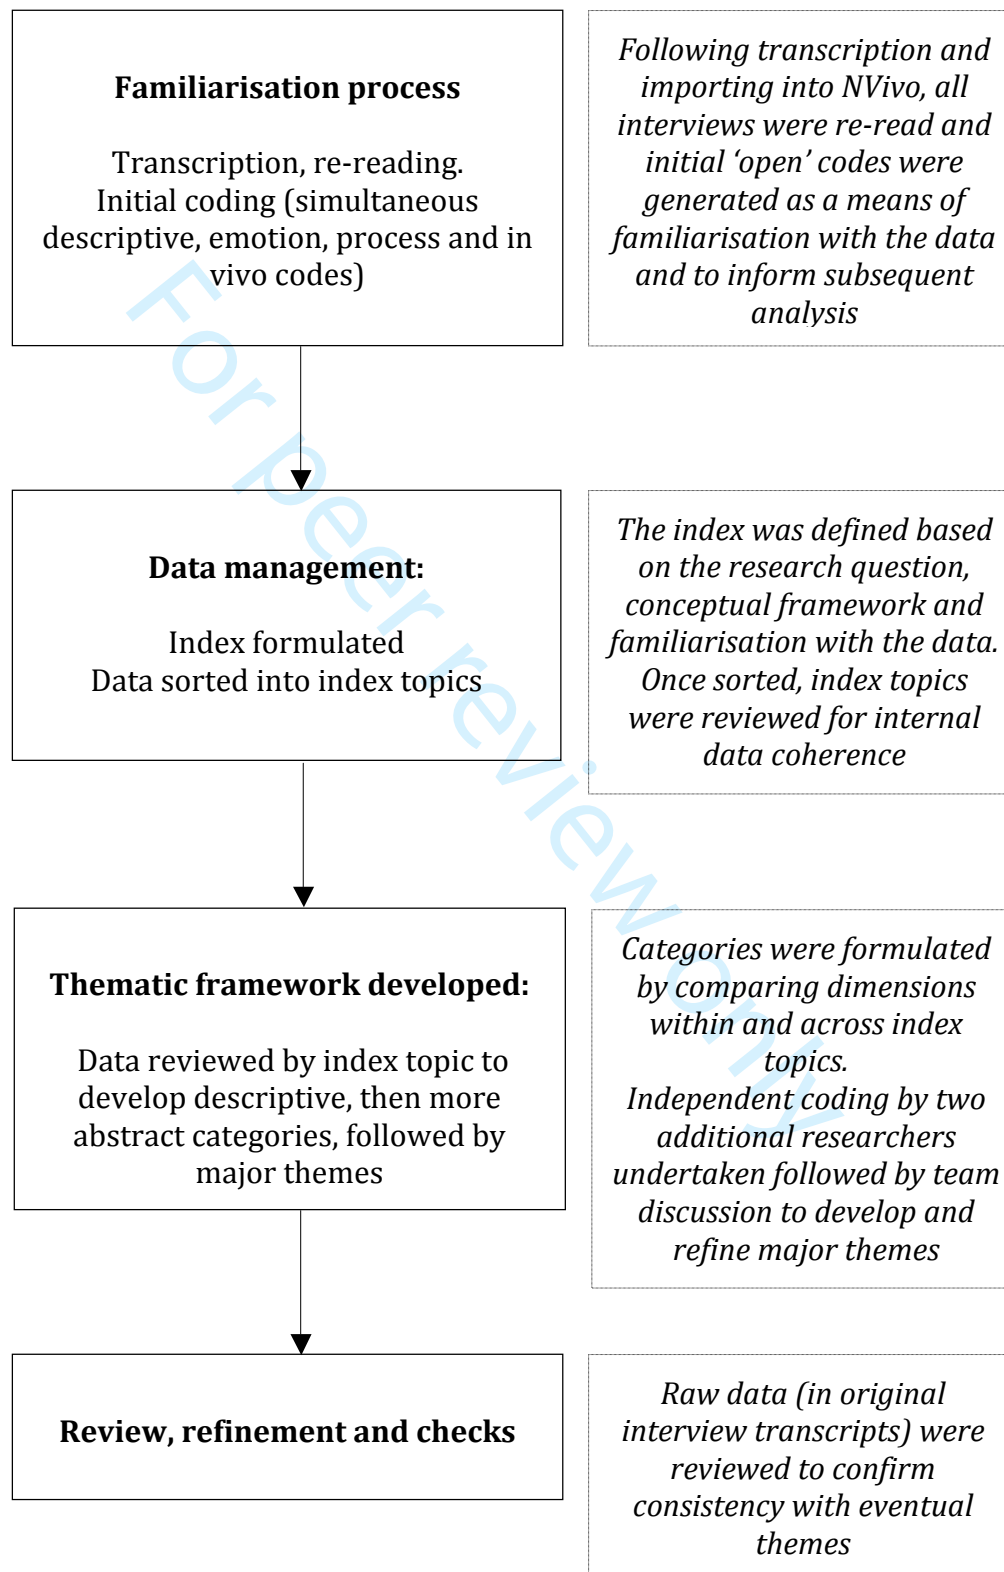 Familiarisation process
Transcription, re-reading.
Initial coding (simultaneous
descriptive, emotion, process and in
vivo codes)
Following transcription and
importing into NVivo, all
interviews were re-read and
initial ‘open’ codes were
generated as a means of
familiarisation with the data
and to inform subsequent
analysis
Data management:
Index formulated
Data sorted into index topics
The index was defined based
on the research question,
conceptual framework and
familiarisation with the data.
Once sorted, index topics
were reviewed for internal
data coherence
Thematic framework developed:
Data reviewed by index topic to
develop descriptive, then more
abstract categories, followed by
major themes
Categories were formulated
by comparing dimensions
within and across index
topics.
Independent coding by two
additional researchers
undertaken followed by team
discussion to develop and
refine major themes
Review, refinement and checks
Raw data (in original
interview transcripts) were
reviewed to confirm
consistency with eventual
themes
For peer review only